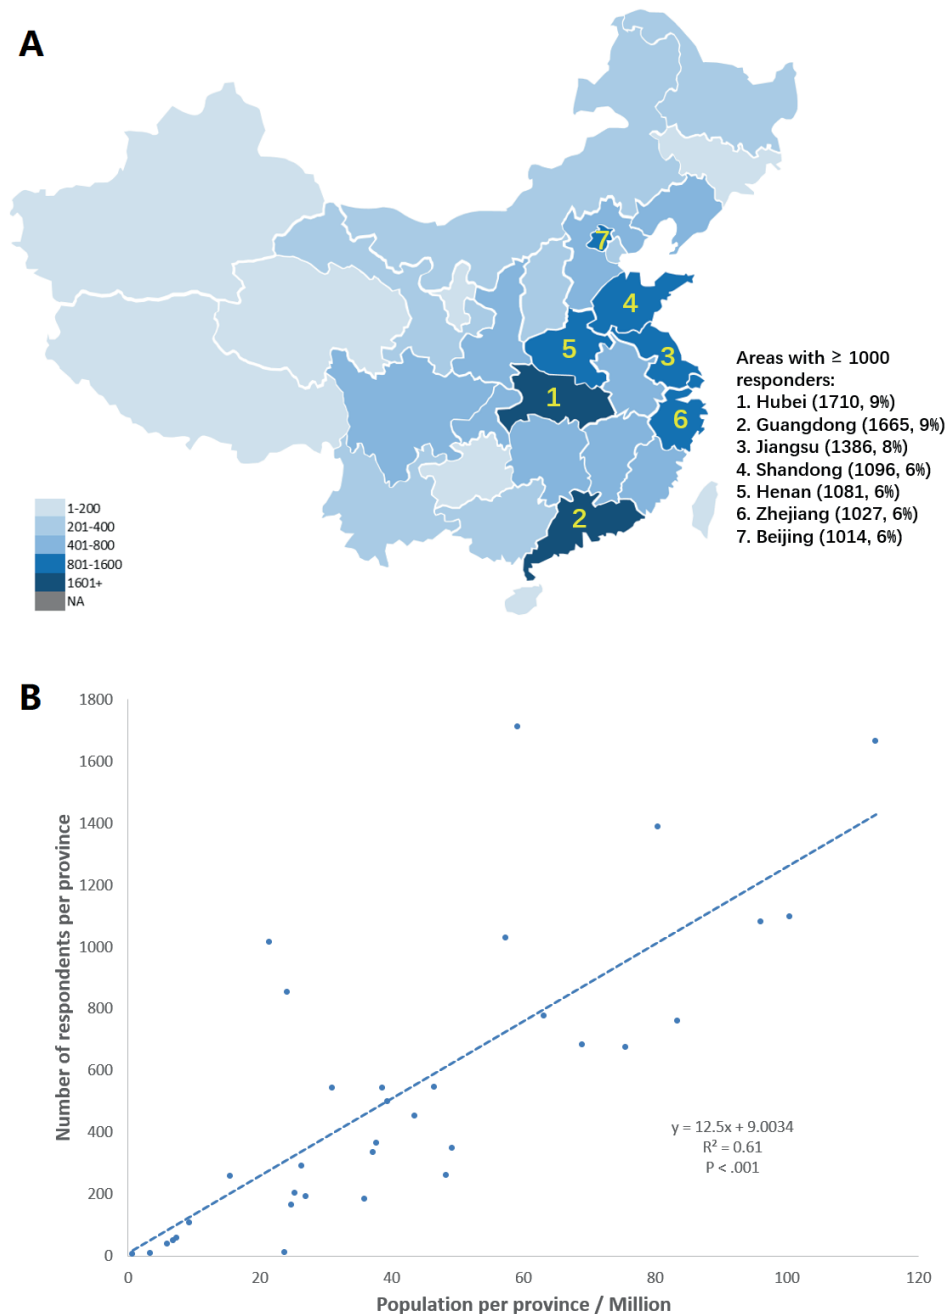 A
7
4
5
3
1
6
2
Areas with ≥ 1000
responders:
1. Hubei (1710, 9%)
2. Guangdong (1665, 9%)
3. Jiangsu (1386, 8%)
4. Shandong (1096, 6%)
5. Henan (1081, 6%)
6. Zhejiang (1027, 6%)
7. Beijing (1014, 6%)
1-200
201-400
401-800
801-1600
1601+
NA
B
Number of respondents per province
1800
1600
1400
1200
1000
800
600
400
200
0
y = 12.5x + 9.0034
R² = 0.61
P < .001
0 20 40 60 80 100 120
Population per province / Million